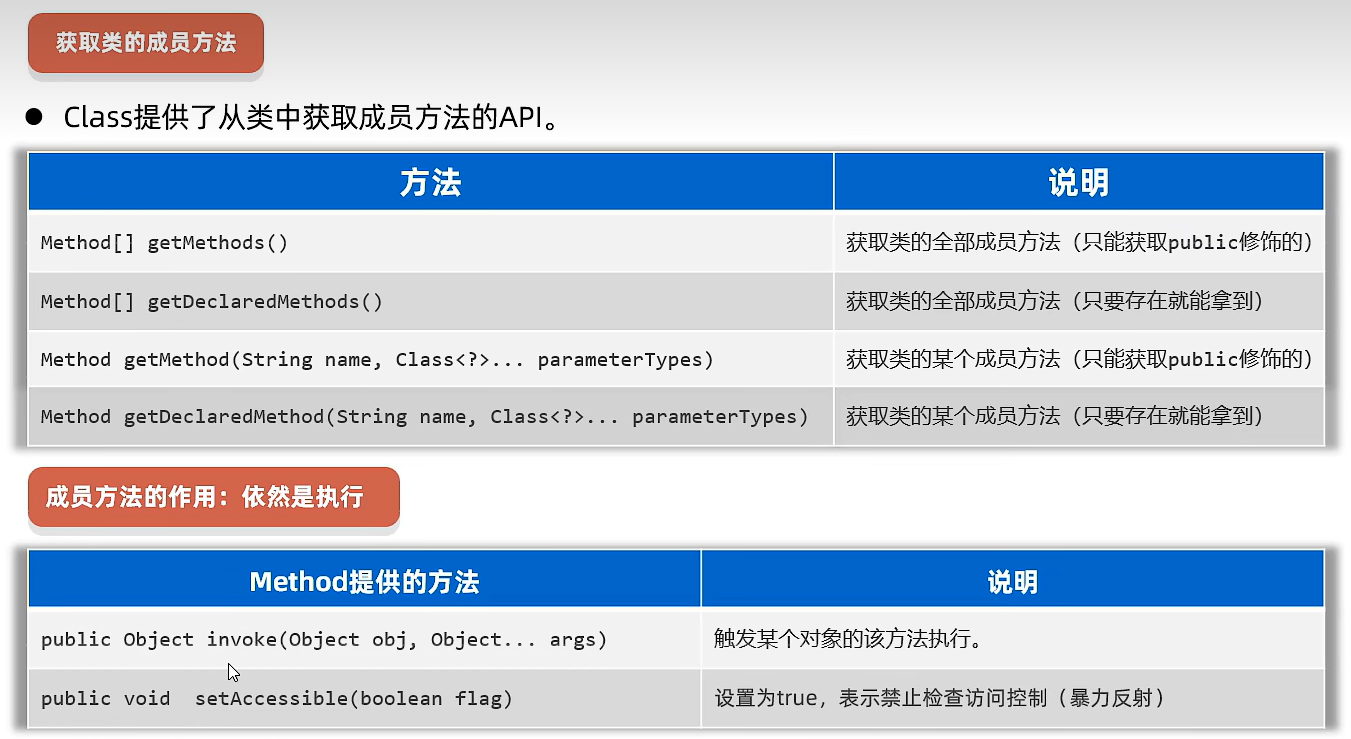 获取类的成员方法
● Class提供了从类中获取成员方法的API。
方法 说明
Method[] getMethods() 获取类的全部成员方法（只能获取public修饰的）
Method[] getDeclaredMethods() 获取类的全部成员方法（只要存在就能拿到）
Method getMethod(String name, Class<?>... parameterTypes) 获取类的某个成员方法（只能获取public修饰的）
Method getDeclaredMethod(String name, Class<?>... parameterTypes) 获取类的某个成员方法（只要存在就能拿到）
成员方法的作用：依然是执行
Method提供的方法 说明
public Object invoke(Object obj, Object... args) 触发某个对象的该方法执行。
public void  setAccessible(boolean flag) 设置为true，表示禁止检查访问控制（暴力反射）